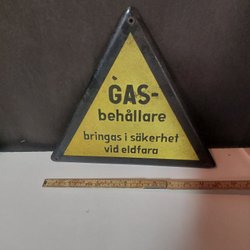 GAS-
behållare
bringas i säkerhet
vid eldfara